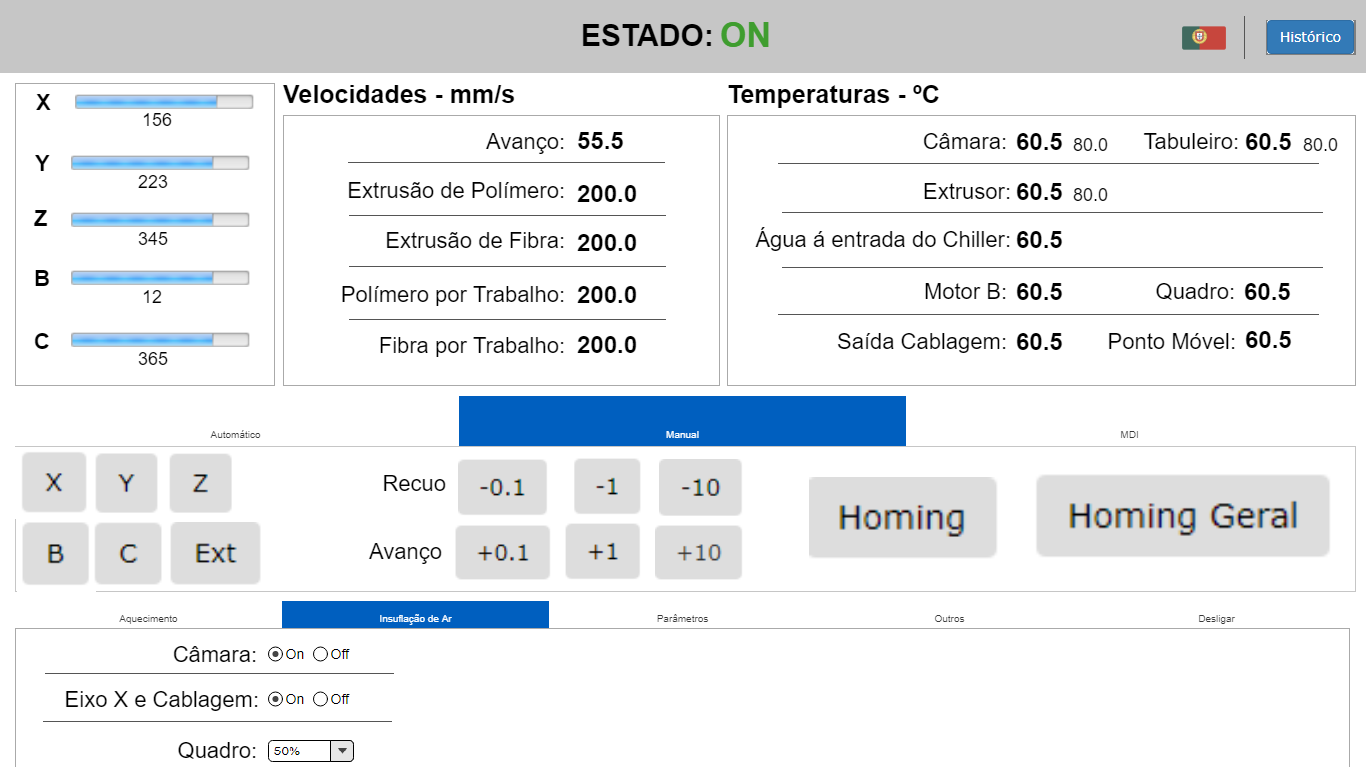 ESTADO: ON
Histórico
X
156
Y
223
Z
345
B
12
C
365
Velocidades - mm/s
Avanço: 55.5
Extrusão de Polímero: 200.0
Extrusão de Fibra: 200.0
Polímero por Trabalho: 200.0
Fibra por Trabalho: 200.0
Temperaturas - ºC
Câmara: 60.5 80.0 Tabuleiro: 60.5 80.0
Extrusor: 60.5 80.0
Água á entrada do Chiller: 60.5
Motor B: 60.5 Quadro: 60.5
Saída Cablagem: 60.5 Ponto Móvel: 60.5
Automático Manual MDI
X Y Z
B C Ext
Recuo -0.1 -1 -10
Avanço +0.1 +1 +10
Homing Homing Geral
Aquecimento Insuflação de Ar Parâmetros Outros Desligar
Câmara: On Off
Eixo X e Cablagem: On Off
Quadro: 50%